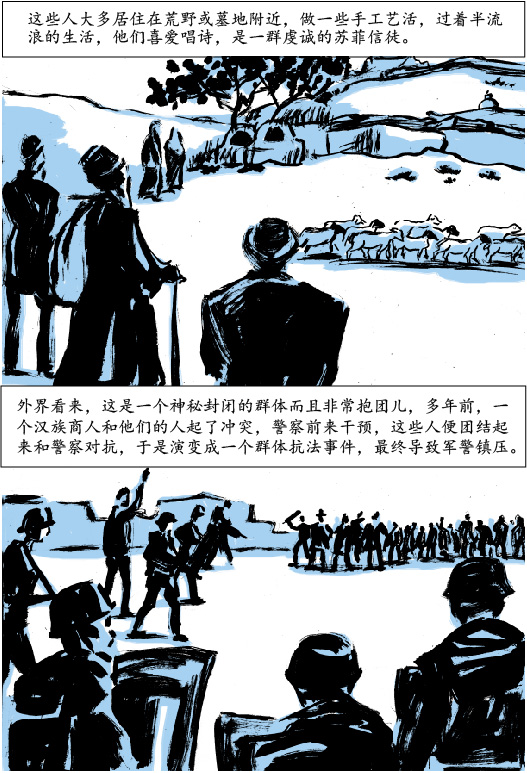 这些人大多居住在荒野或墓地附近，做一些手工艺活，过着半流
浪的生活，他们喜爱唱诗，是一群虔诚的苏菲信徒。
外界看来，这是一个神秘封闭的群体而且非常抱团儿，多年前，一
个汉族商人和他们的人起了冲突，警察前来干预，这些人便团结起
来和警察对抗，于是演变成一个群体抗法事件，最终导致军警镇压。